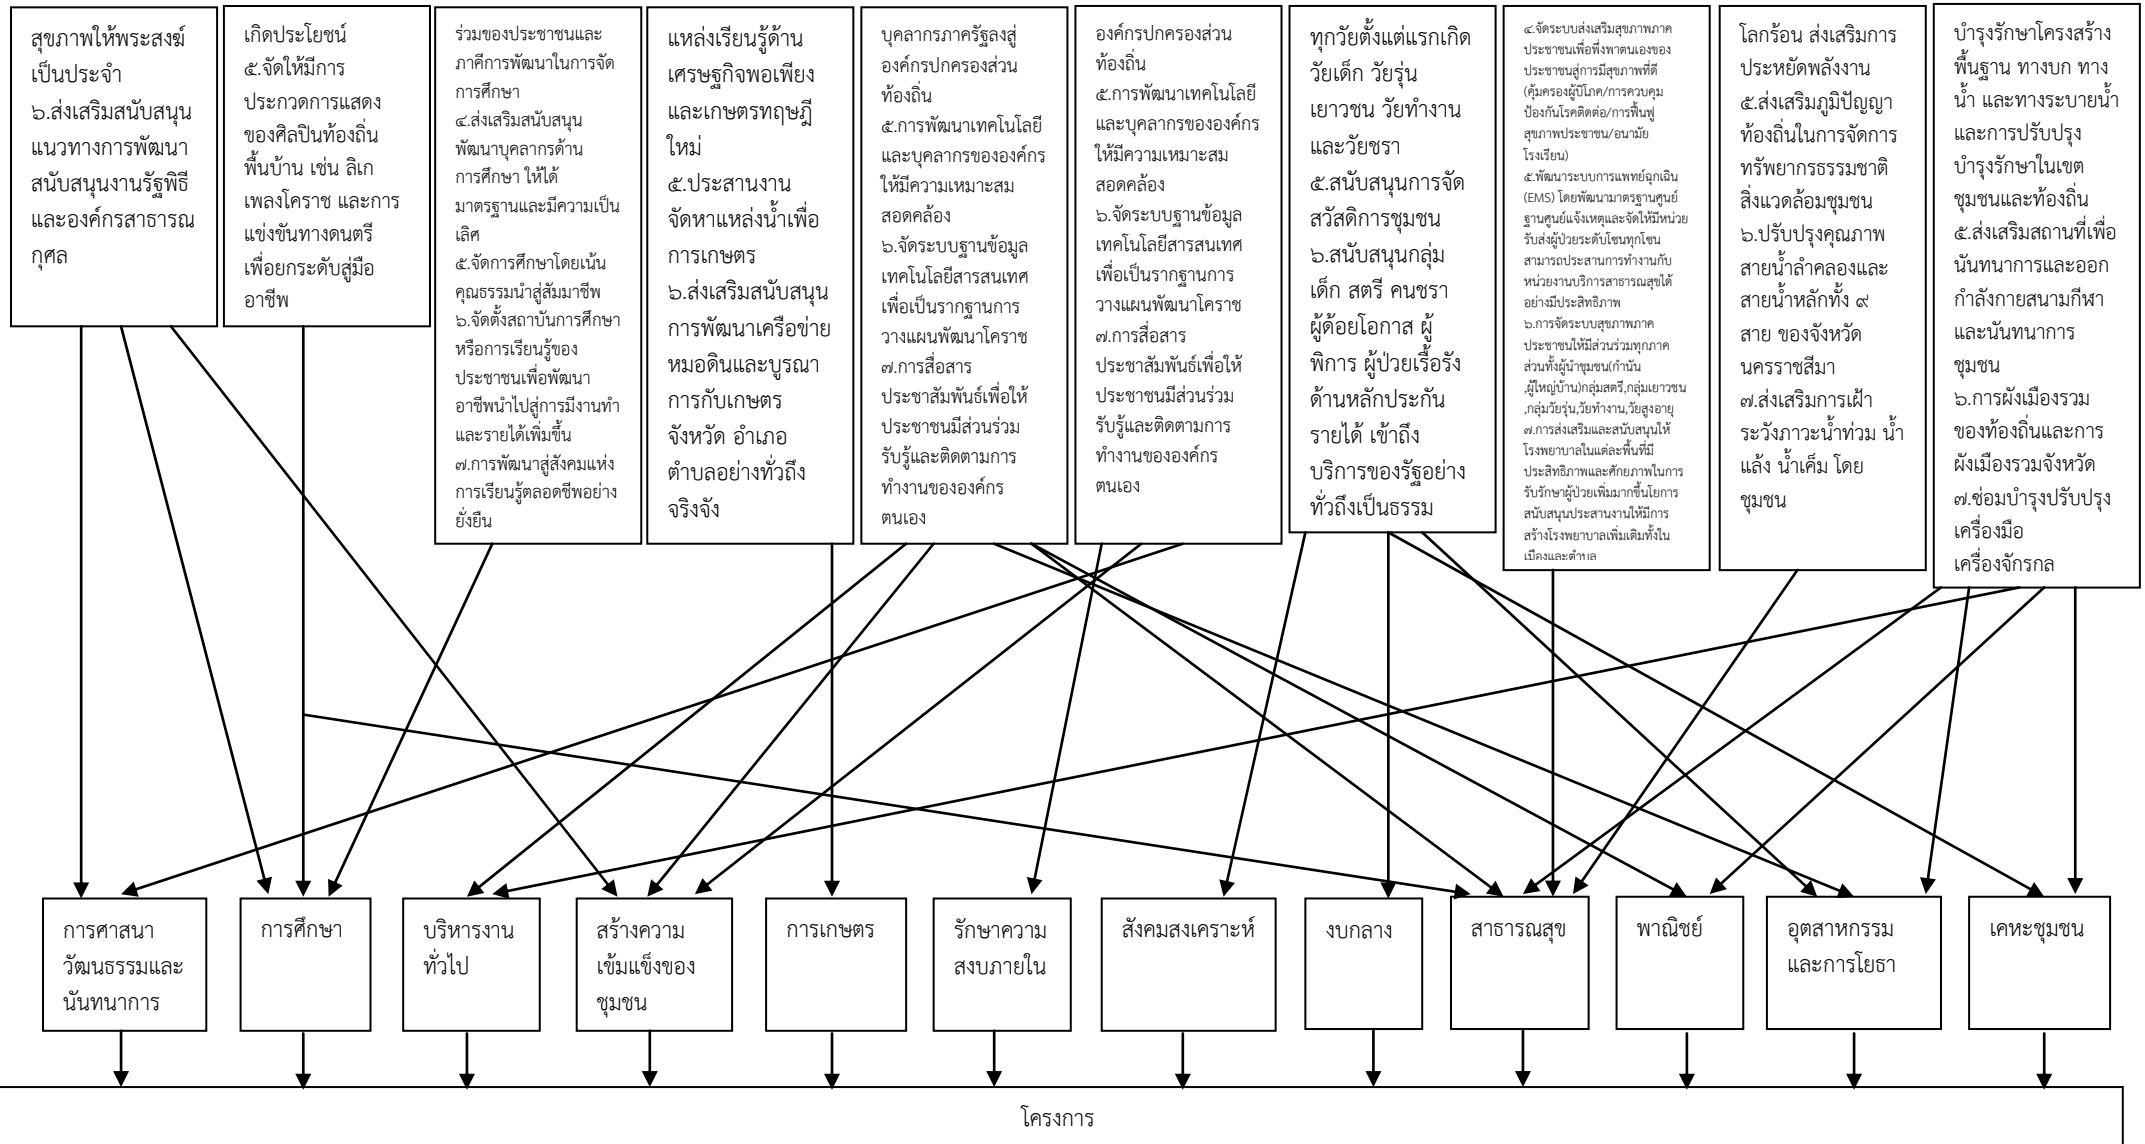 สุขภาพให้พระสงฆ์
เป็นประจำ
๖.ส่งเสริมสนับสนุน
แนวทางการพัฒนา
สนับสนุนงานรัฐพิธี
และองค์กรสาธารณ
กุศล
เกิดประโยชน์
๕.จัดให้มีการ
ประกวดการแสดง
ของศิลปินท้องถิ่น
พื้นบ้าน เช่น ลิเก
เพลงโคราช และการ
แข่งขันทางดนตรี
เพื่อยกระดับสู่มือ
อาชีพ
ร่วมของประชาชนและ
ภาคีการพัฒนาในการจัด
การศึกษา
๔.ส่งเสริมสนับสนุน
พัฒนาบุคลากรด้าน
การศึกษา ให้ได้
มาตรฐานและมีความเป็น
เลิศ
๕.จัดการศึกษาโดยเน้น
คุณธรรมนำสู่สัมมาชีพ
๖.จัดตั้งสถาบันการศึกษา
หรือการเรียนรู้ของ
ประชาชนเพื่อพัฒนา
อาชีพนำไปสู่การมีงานทำ
และรายได้เพิ่มขึ้น
๗.การพัฒนาสู่สังคมแห่ง
การเรียนรู้ตลอดชีพอย่าง
ยั่งยืน
แหล่งเรียนรู้ด้าน
เศรษฐกิจพอเพียง
และเกษตรทฤษฎี
ใหม่
๕.ประสานงาน
จัดหาแหล่งน้ำเพื่อ
การเกษตร
๖.ส่งเสริมสนับสนุน
การพัฒนาเครือข่าย
หมอดินและบูรณา
การกับเกษตร
จังหวัด อำเภอ
ตำบลอย่างทั่วถึง
จริงจัง
บุคลากรภาครัฐลงสู่
องค์กรปกครองส่วน
ท้องถิ่น
๕.การพัฒนาเทคโนโลยี
และบุคลากรขององค์กร
ให้มีความเหมาะสม
สอดคล้อง
๖.จัดระบบฐานข้อมูล
เทคโนโลยีสารสนเทศ
เพื่อเป็นรากฐานการ
วางแผนพัฒนาโคราช
๗.การสื่อสาร
ประชาสัมพันธ์เพื่อให้
ประชาชนมีส่วนร่วม
รับรู้และติดตามการ
ทำงานขององค์กร
ตนเอง
องค์กรปกครองส่วน
ท้องถิ่น
๕.การพัฒนาเทคโนโลยี
และบุคลากรขององค์กร
ให้มีความเหมาะสม
สอดคล้อง
๖.จัดระบบฐานข้อมูล
เทคโนโลยีสารสนเทศ
เพื่อเป็นรากฐานการ
วางแผนพัฒนาโคราช
๗.การสื่อสาร
ประชาสัมพันธ์เพื่อให้
ประชาชนมีส่วนร่วม
รับรู้และติดตามการ
ทำงานขององค์กร
ตนเอง
ทุกวัยตั้งแต่แรกเกิด
วัยเด็ก วัยรุ่น
เยาวชน วัยทำงาน
และวัยชรา
๕.สนับสนุนการจัด
สวัสดิการชุมชน
๖.สนับสนุนกลุ่ม
เด็ก สตรี คนชรา
ผู้ด้อยโอกาส ผู้
พิการ ผู้ป่วยเรื้อรัง
ด้านหลักประกัน
รายได้ เข้าถึง
บริการของรัฐอย่าง
ทั่วถึงเป็นธรรม
๔.จัดระบบส่งเสริมสุขภาพภาค
ประชาชนเพื่อพึ่งพาตนเองของ
ประชาชนสู่การมีสุขภาพที่ดี
(คุ้มครองผู้บริโภค/การควบคุม
ป้องกันโรคติดต่อ/การฟื้นฟู
สุขภาพประชาชน/อนามัย
โรงเรียน)
๕.พัฒนาระบบการแพทย์ฉุกเฉิน
(EMS) โดยพัฒนามาตรฐานศูนย์
ฐานศูนย์แจ้งเหตุและจัดให้มีหน่วย
รับส่งผู้ป่วยระดับโซนทุกโซน
สามารถประสานการทำงานกับ
หน่วยงานบริการสาธารณสุขได้
อย่างมีประสิทธิภาพ
๖.การจัดระบบสุขภาพภาค
ประชาชนให้มีส่วนร่วมทุกภาค
ส่วนทั้งผู้นำชุมชน(กำนัน
,ผู้ใหญ่บ้าน)กลุ่มสตรี,กลุ่มเยาวชน
,กลุ่มวัยรุ่น,วัยทำงาน,วัยสูงอายุ
๗.การส่งเสริมและสนับสนุนให้
โรงพยาบาลในแต่ละพื้นที่มี
ประสิทธิภาพและศักยภาพในการ
รับรักษาผู้ป่วยเพิ่มมากขึ้นโยการ
สนับสนุนประสานงานให้มีการ
สร้างโรงพยาบาลเพิ่มเติมทั้งใน
เมืองและตำบล
โลกร้อน ส่งเสริมการ
ประหยัดพลังงาน
๕.ส่งเสริมภูมิปัญญา
ท้องถิ่นในการจัดการ
ทรัพยากรธรรมชาติ
สิ่งแวดล้อมชุมชน
๖.ปรับปรุงคุณภาพ
สายน้ำลำคลองและ
สายน้ำหลักทั้ง ๙
สาย ของจังหวัด
นครราชสีมา
๗.ส่งเสริมการเฝ้า
ระวังภาวะน้ำท่วม น้ำ
แล้ง น้ำเค็ม โดย
ชุมชน
บำรุงรักษาโครงสร้าง
พื้นฐาน ทางบก ทาง
น้ำ และทางระบายน้ำ
และการปรับปรุง
บำรุงรักษาในเขต
ชุมชนและท้องถิ่น
๕.ส่งเสริมสถานที่เพื่อ
นันทนาการและออก
กำลังกายสนามกีฬา
และนันทนาการ
ชุมชน
๖.การผังเมืองรวม
ของท้องถิ่นและการ
ผังเมืองรวมจังหวัด
๗.ซ่อมบำรุงปรับปรุง
เครื่องมือ
เครื่องจักรกล
การศาสนา
วัฒนธรรมและ
นันทนาการ
การศึกษา
บริหารงาน
ทั่วไป
สร้างความ
เข้มแข็งของ
ชุมชน
การเกษตร
รักษาความ
สงบภายใน
สังคมสงเคราะห์
งบกลาง
สาธารณสุข
พาณิชย์
อุตสาหกรรม
และการโยธา
เคหะชุมชน
โครงการ